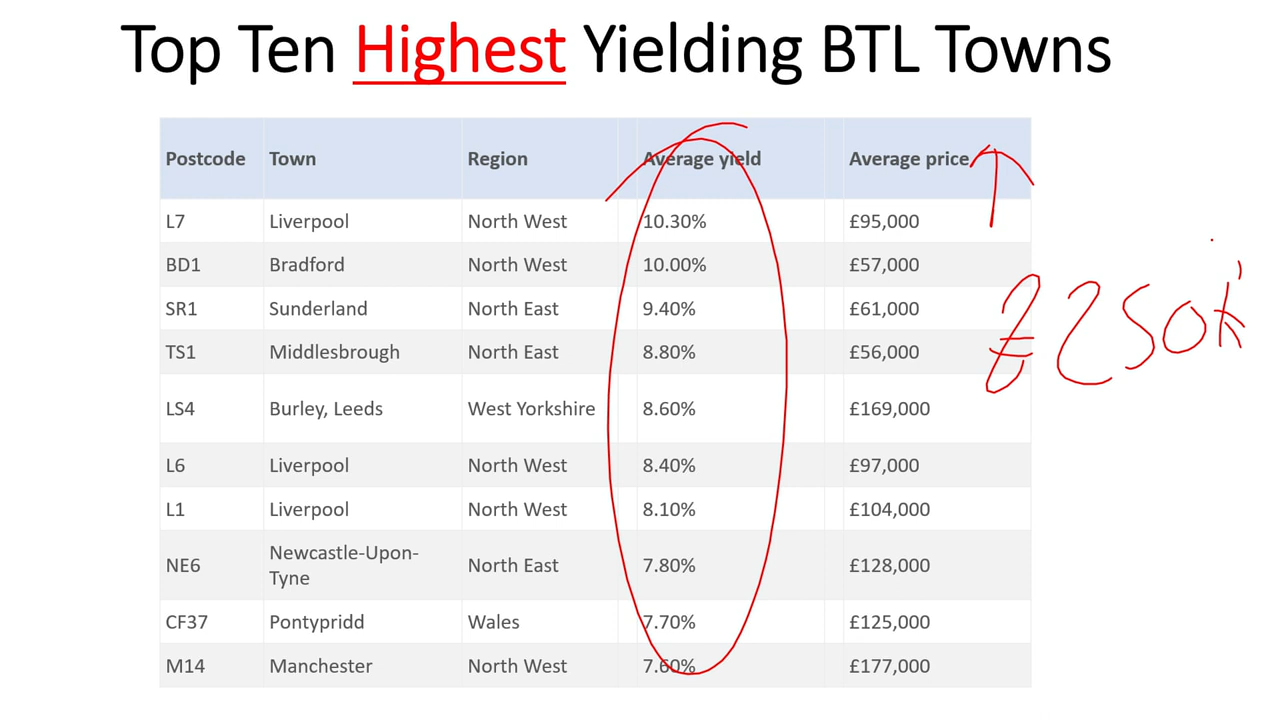 Top Ten Highest Yielding BTL Towns
Postcode Town Region Average yield Average price
L7 Liverpool North West 10.30% £95,000
BD1 Bradford North West 10.00% £57,000
SR1 Sunderland North East 9.40% £61,000
£250k
TS1 Middlesbrough North East 8.80% £56,000
LS4 Burley, Leeds West Yorkshire 8.60% £169,000
L6 Liverpool North West 8.40% £97,000
L1 Liverpool North West 8.10% £104,000
NE6 Newcastle-Upon-
Tyne North East 7.80% £128,000
CF37 Pontypridd Wales 7.70% £125,000
M14 Manchester North West 7.60% £177,000